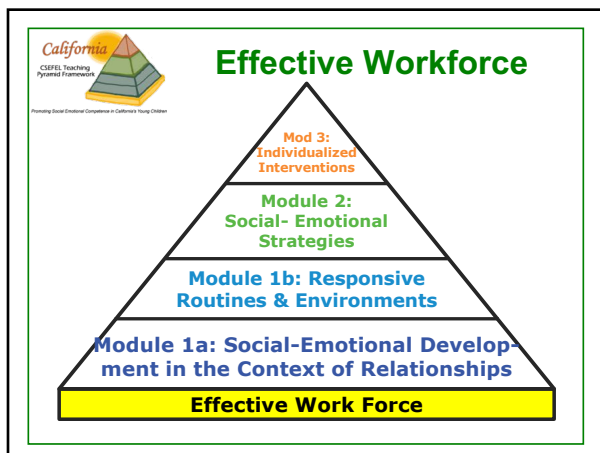 California
CSEFEL Teaching
Pyramid Framework
Promoting Social Emotional Competence in California's Young Children
Effective Workforce
Mod 3:
Individualized
Interventions
Module 2:
Social- Emotional
Strategies
Module 1b: Responsive
Routines & Environments
Module 1a: Social-Emotional Develop-
ment in the Context of Relationships
Effective Work Force